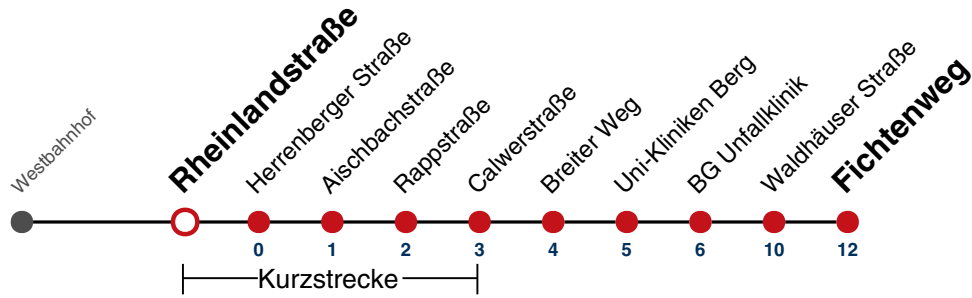 Westbahnhof
Rheinlandstraße
Herrenberger Straße
Aischbachstraße
Rappstraße
Calwerstraße
Breiter Weg
Uni-Kliniken Berg
BG Unfallklinik
Waldhäuser Straße
Fichtenweg
0 1 2 3 4 5 6 10 12
Kurzstrecke